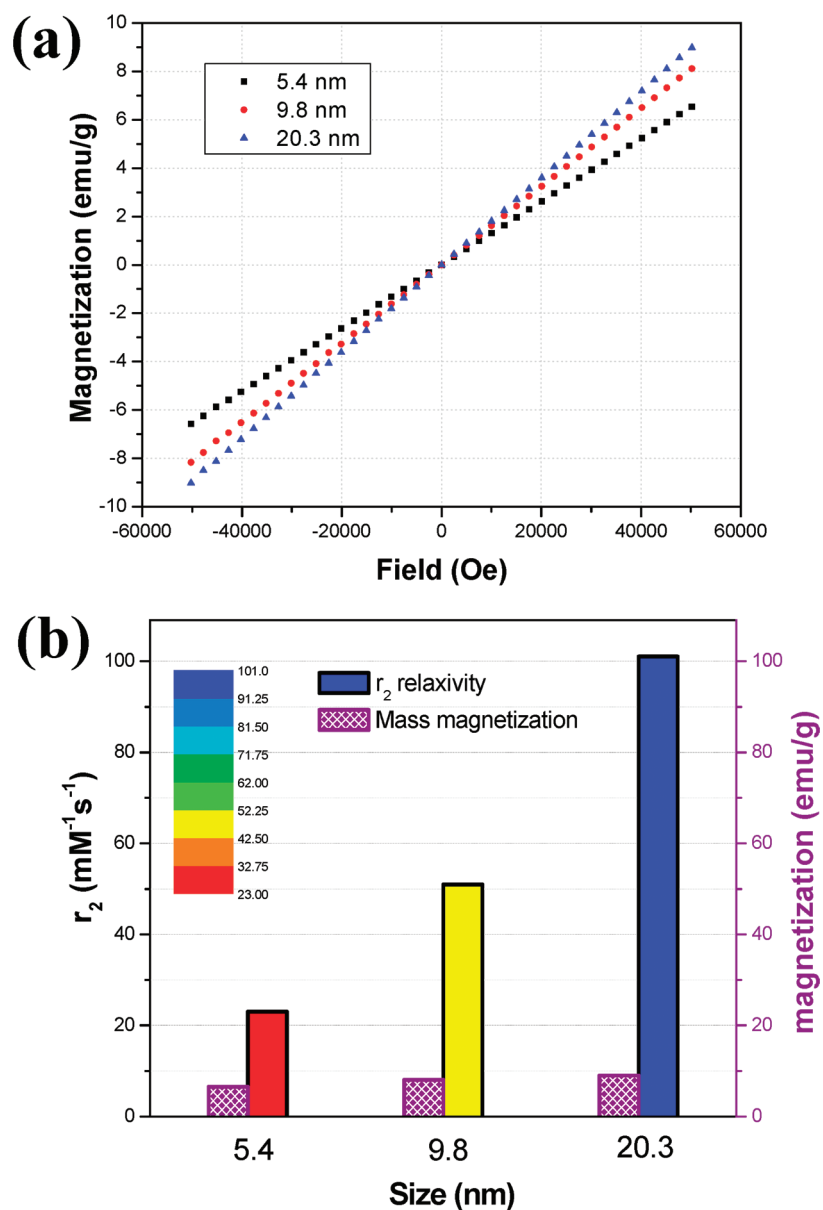 (a)
10
8
6
4
2
0
-2
-4
-6
-8
-10
Magnetization (emu/g)
5.4 nm
9.8 nm
20.3 nm
-60000 -40000 -20000 0 20000 40000 60000
Field (Oe)
(b)
100
80
60
40
20
0
r₂ (mM⁻¹s⁻¹)
101.0
91.25
81.50
71.75
62.00
52.25
42.50
32.75
23.00
r₂ relaxivity
Mass magnetization
100
80
60
40
20
0
magnetization (emu/g)
5.4 9.8 20.3
Size (nm)